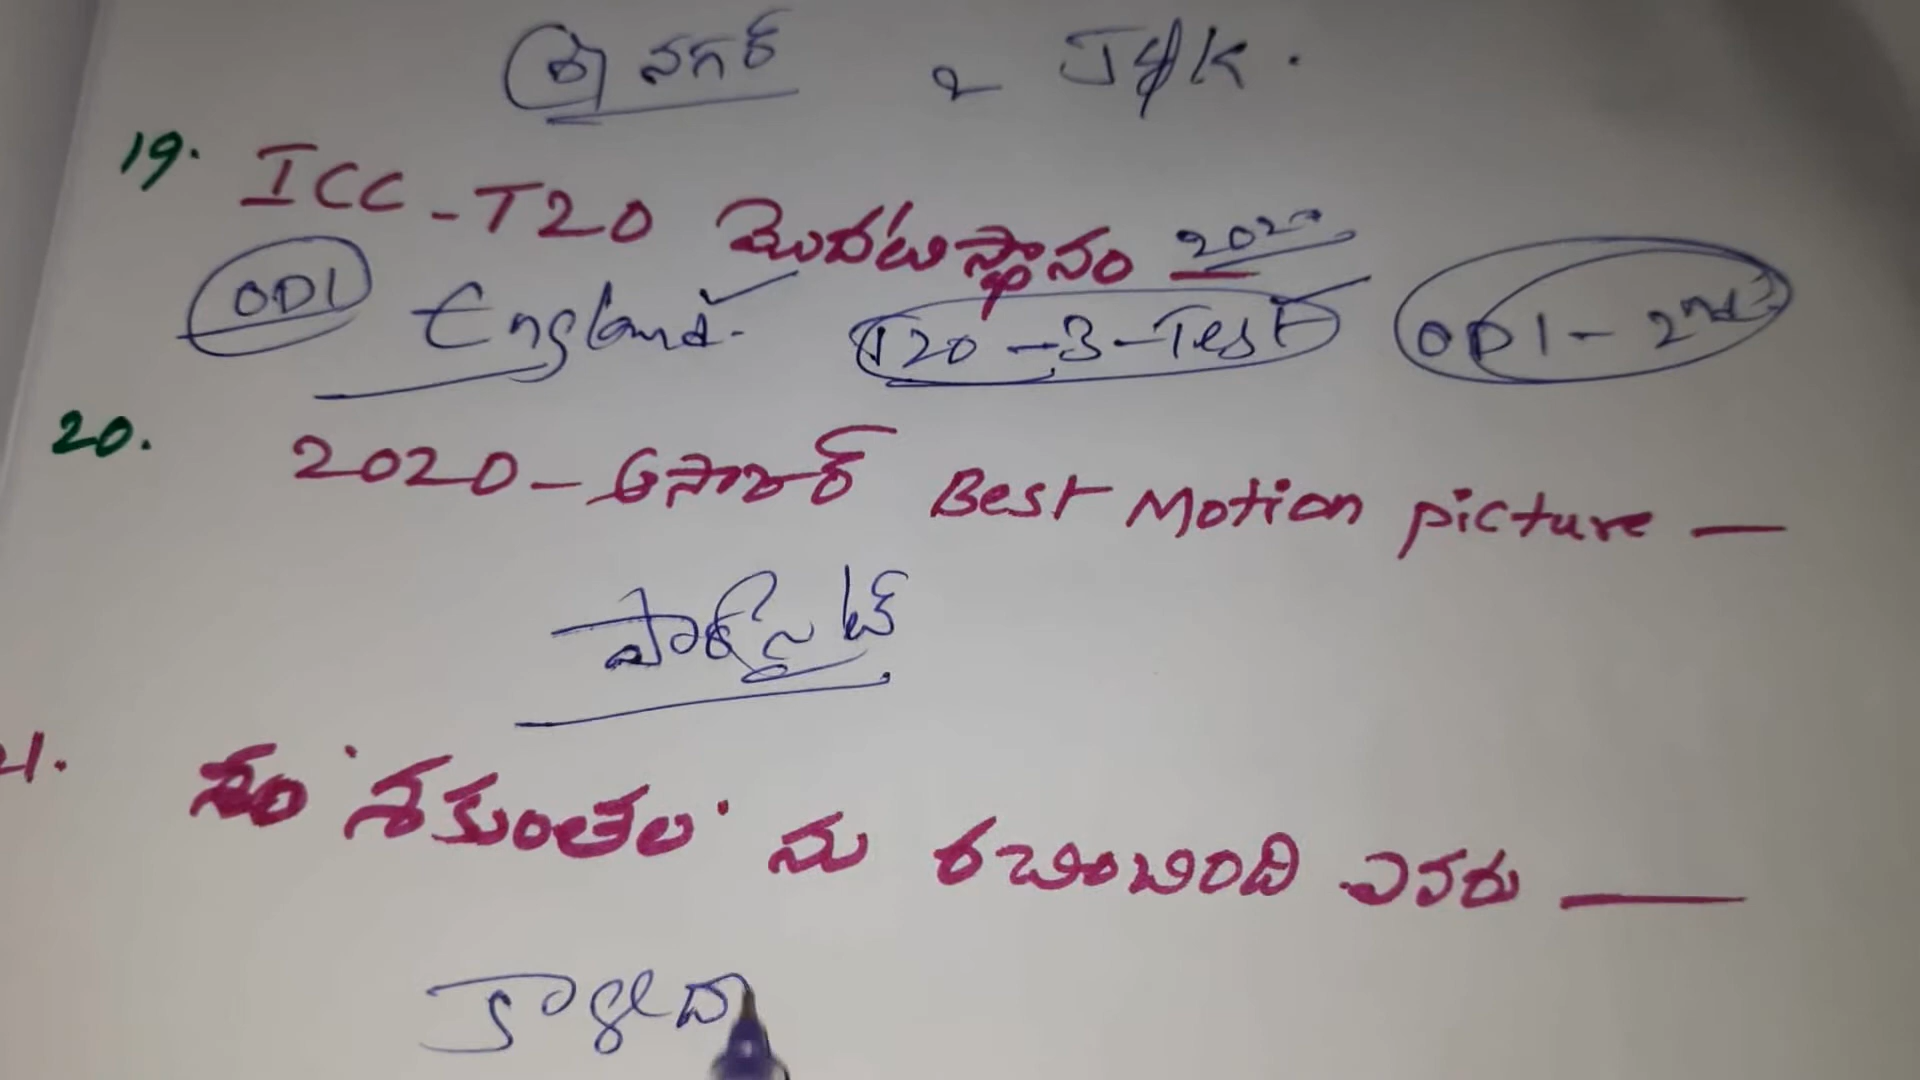 శ్రీ నగర్ & J&K.
19. ICC-T20 మొదటిస్థానం 2020
ODI England. T20-3-Test ODI-2nd
20. 2020-ఆస్కార్ Best Motion picture —
పారసైట్
21. సం 'శకుంతల' ను రచించింది ఎవరు ——
కాళిదా